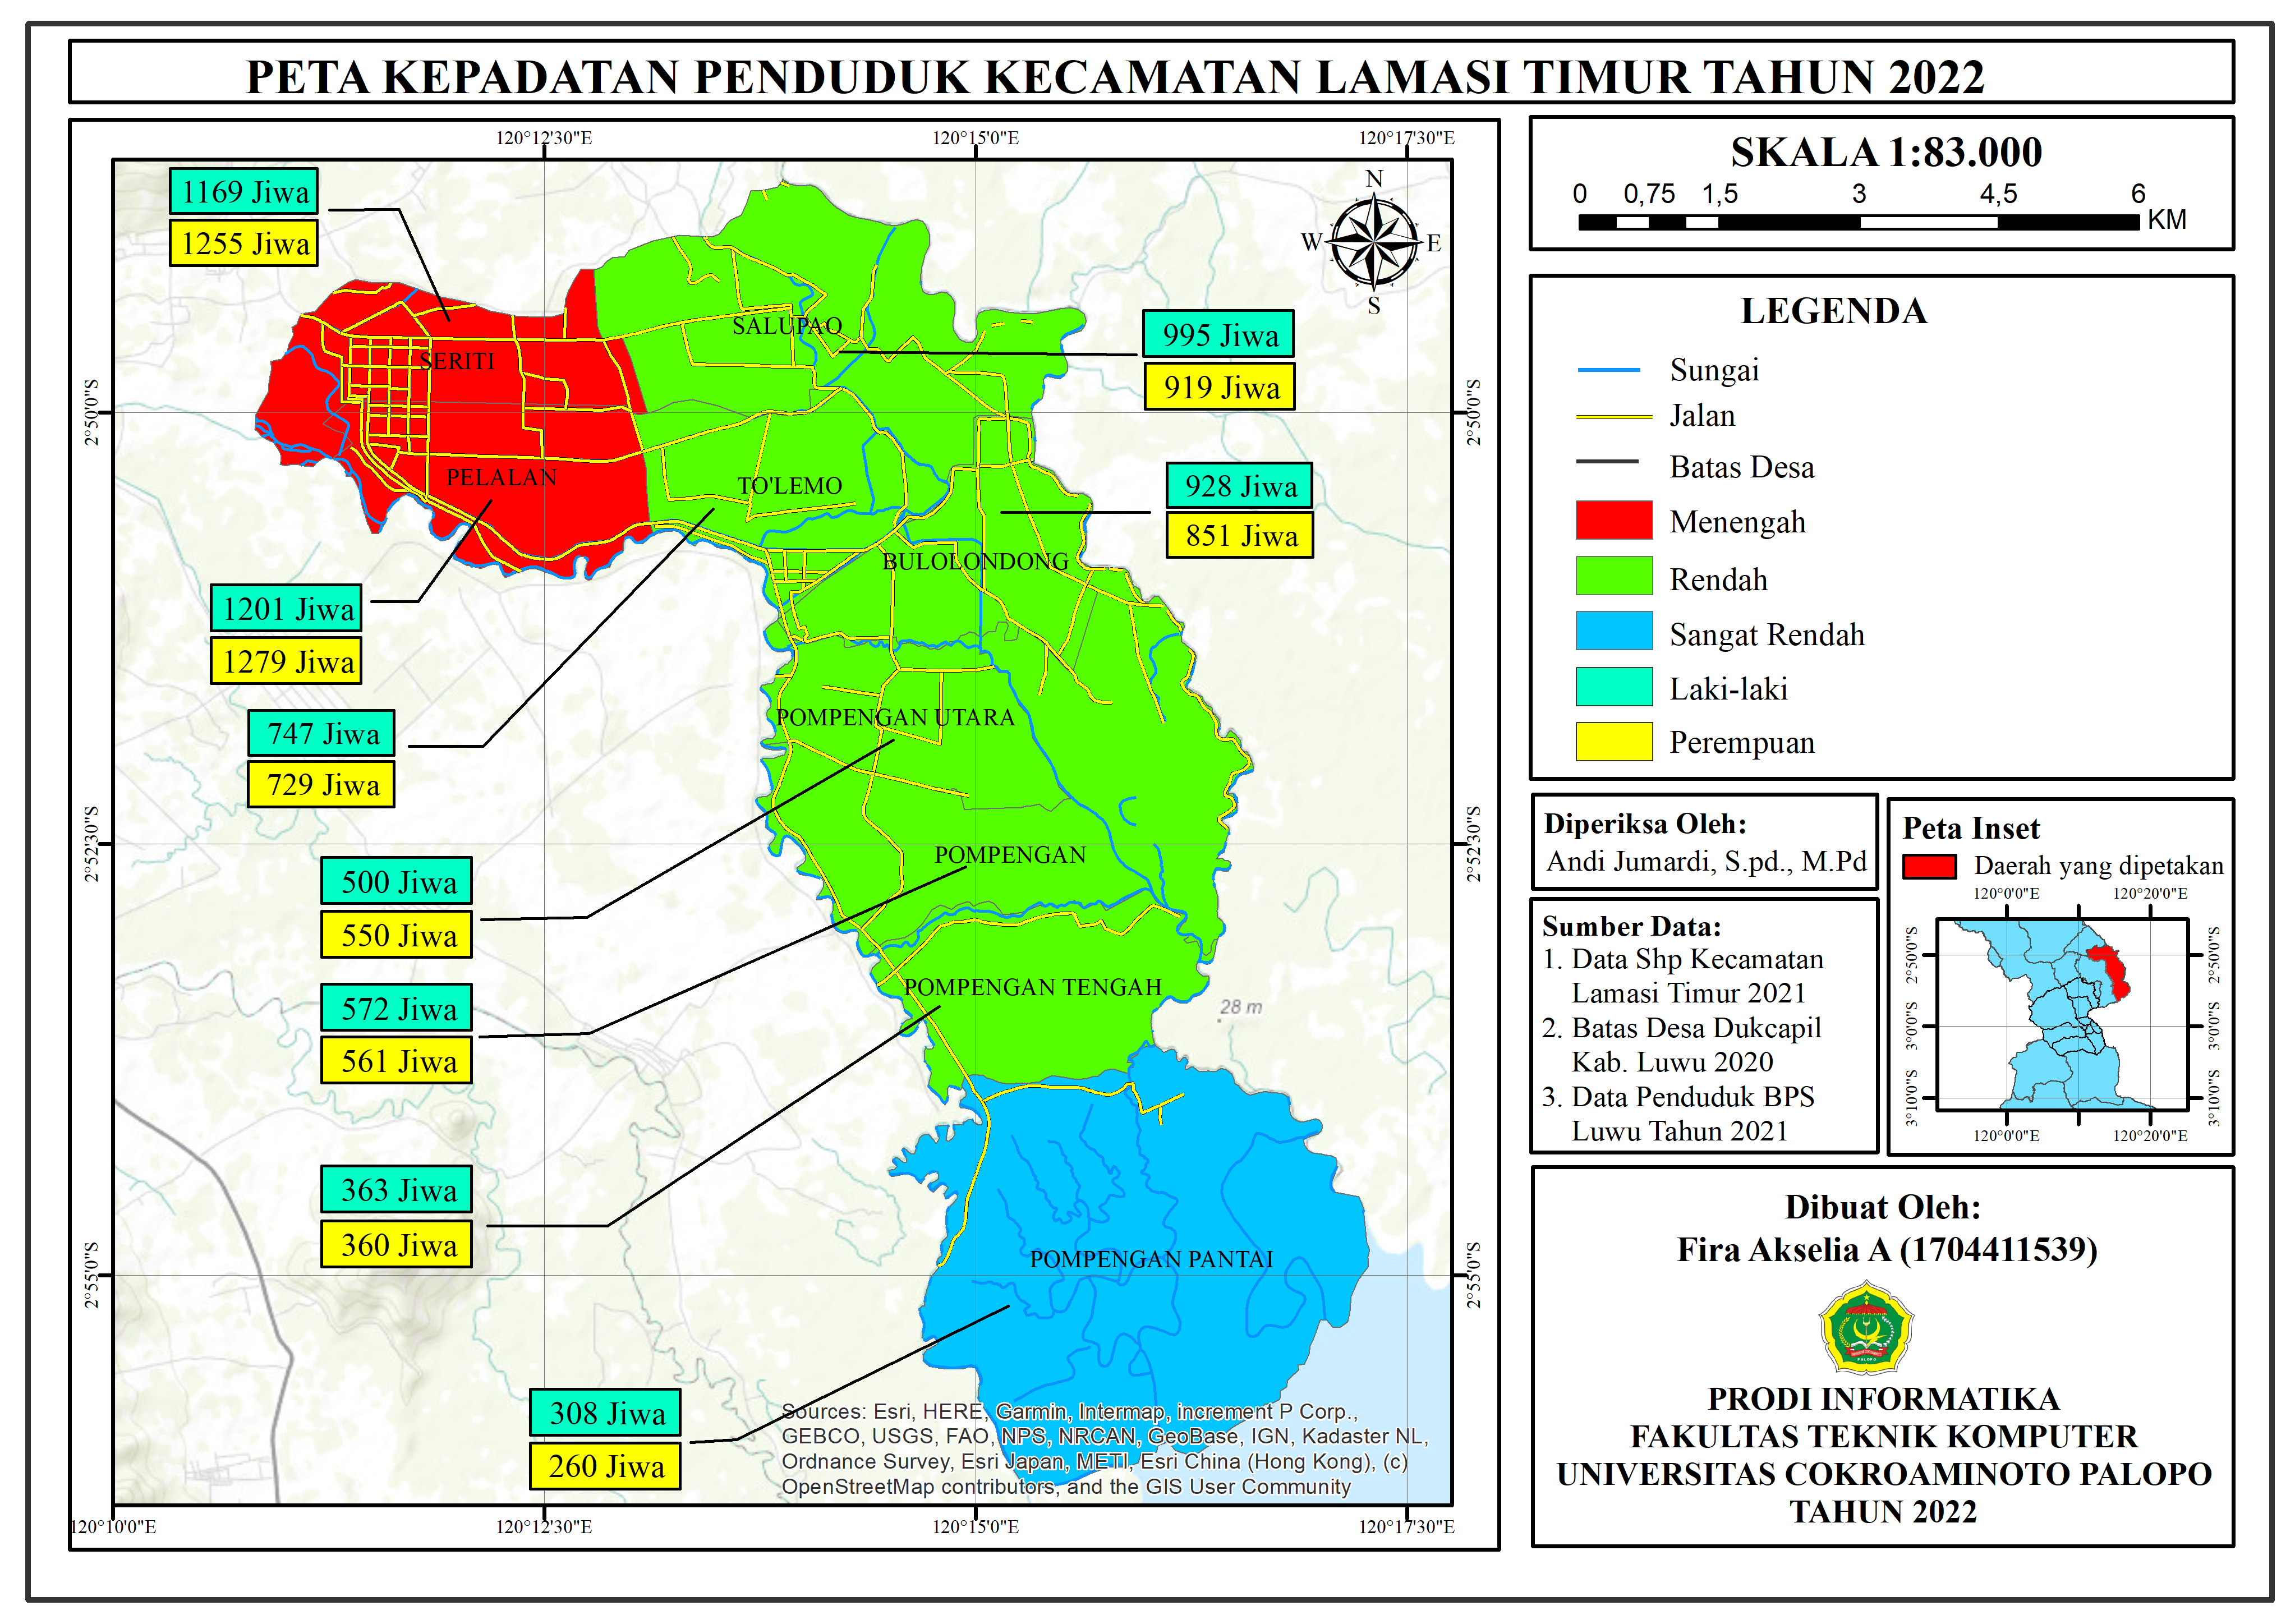 PETA KEPADATAN PENDUDUK KECAMATAN LAMASI TIMUR TAHUN 2022
120°12'30"E
120°15'0"E
120°17'30"E
1169 Jiwa
1255 Jiwa
N
W
E
S
SALUPAO
995 Jiwa
919 Jiwa
SERITI
2°50'0"S
2°50'0"S
PELALAN
TO'LEMO
928 Jiwa
851 Jiwa
BULOLONDONG
1201 Jiwa
1279 Jiwa
POMPENGAN UTARA
747 Jiwa
729 Jiwa
2°52'30"S
2°52'30"S
POMPENGAN
500 Jiwa
550 Jiwa
POMPENGAN TENGAH
572 Jiwa
561 Jiwa
28 m
363 Jiwa
360 Jiwa
POMPENGAN PANTAI
2°55'0"S
2°55'0"S
308 Jiwa
260 Jiwa
Sources: Esri, HERE, Garmin, Intermap, increment P Corp.,
GEBCO, USGS, FAO, NPS, NRCAN, GeoBase, IGN, Kadaster NL,
Ordnance Survey, Esri Japan, METI, Esri China (Hong Kong), (c)
OpenStreetMap contributors, and the GIS User Community
120°10'0"E
120°12'30"E
120°15'0"E
120°17'30"E
SKALA 1:83.000
0 0,75 1,5 3 4,5 6
KM
LEGENDA
Sungai
Jalan
Batas Desa
Menengah
Rendah
Sangat Rendah
Laki-laki
Perempuan
Diperiksa Oleh:
Andi Jumardi, S.pd., M.Pd
Sumber Data:
1. Data Shp Kecamatan
Lamasi Timur 2021
2. Batas Desa Dukcapil
Kab. Luwu 2020
3. Data Penduduk BPS
Luwu Tahun 2021
Peta Inset
Daerah yang dipetakan
120°0'0"E
120°20'0"E
2°50'0"S
2°50'0"S
3°0'0"S
3°0'0"S
3°10'0"S
3°10'0"S
120°0'0"E
120°20'0"E
Dibuat Oleh:
Fira Akselia A (1704411539)
PALOPO
PRODI INFORMATIKA
FAKULTAS TEKNIK KOMPUTER
UNIVERSITAS COKROAMINOTO PALOPO
TAHUN 2022